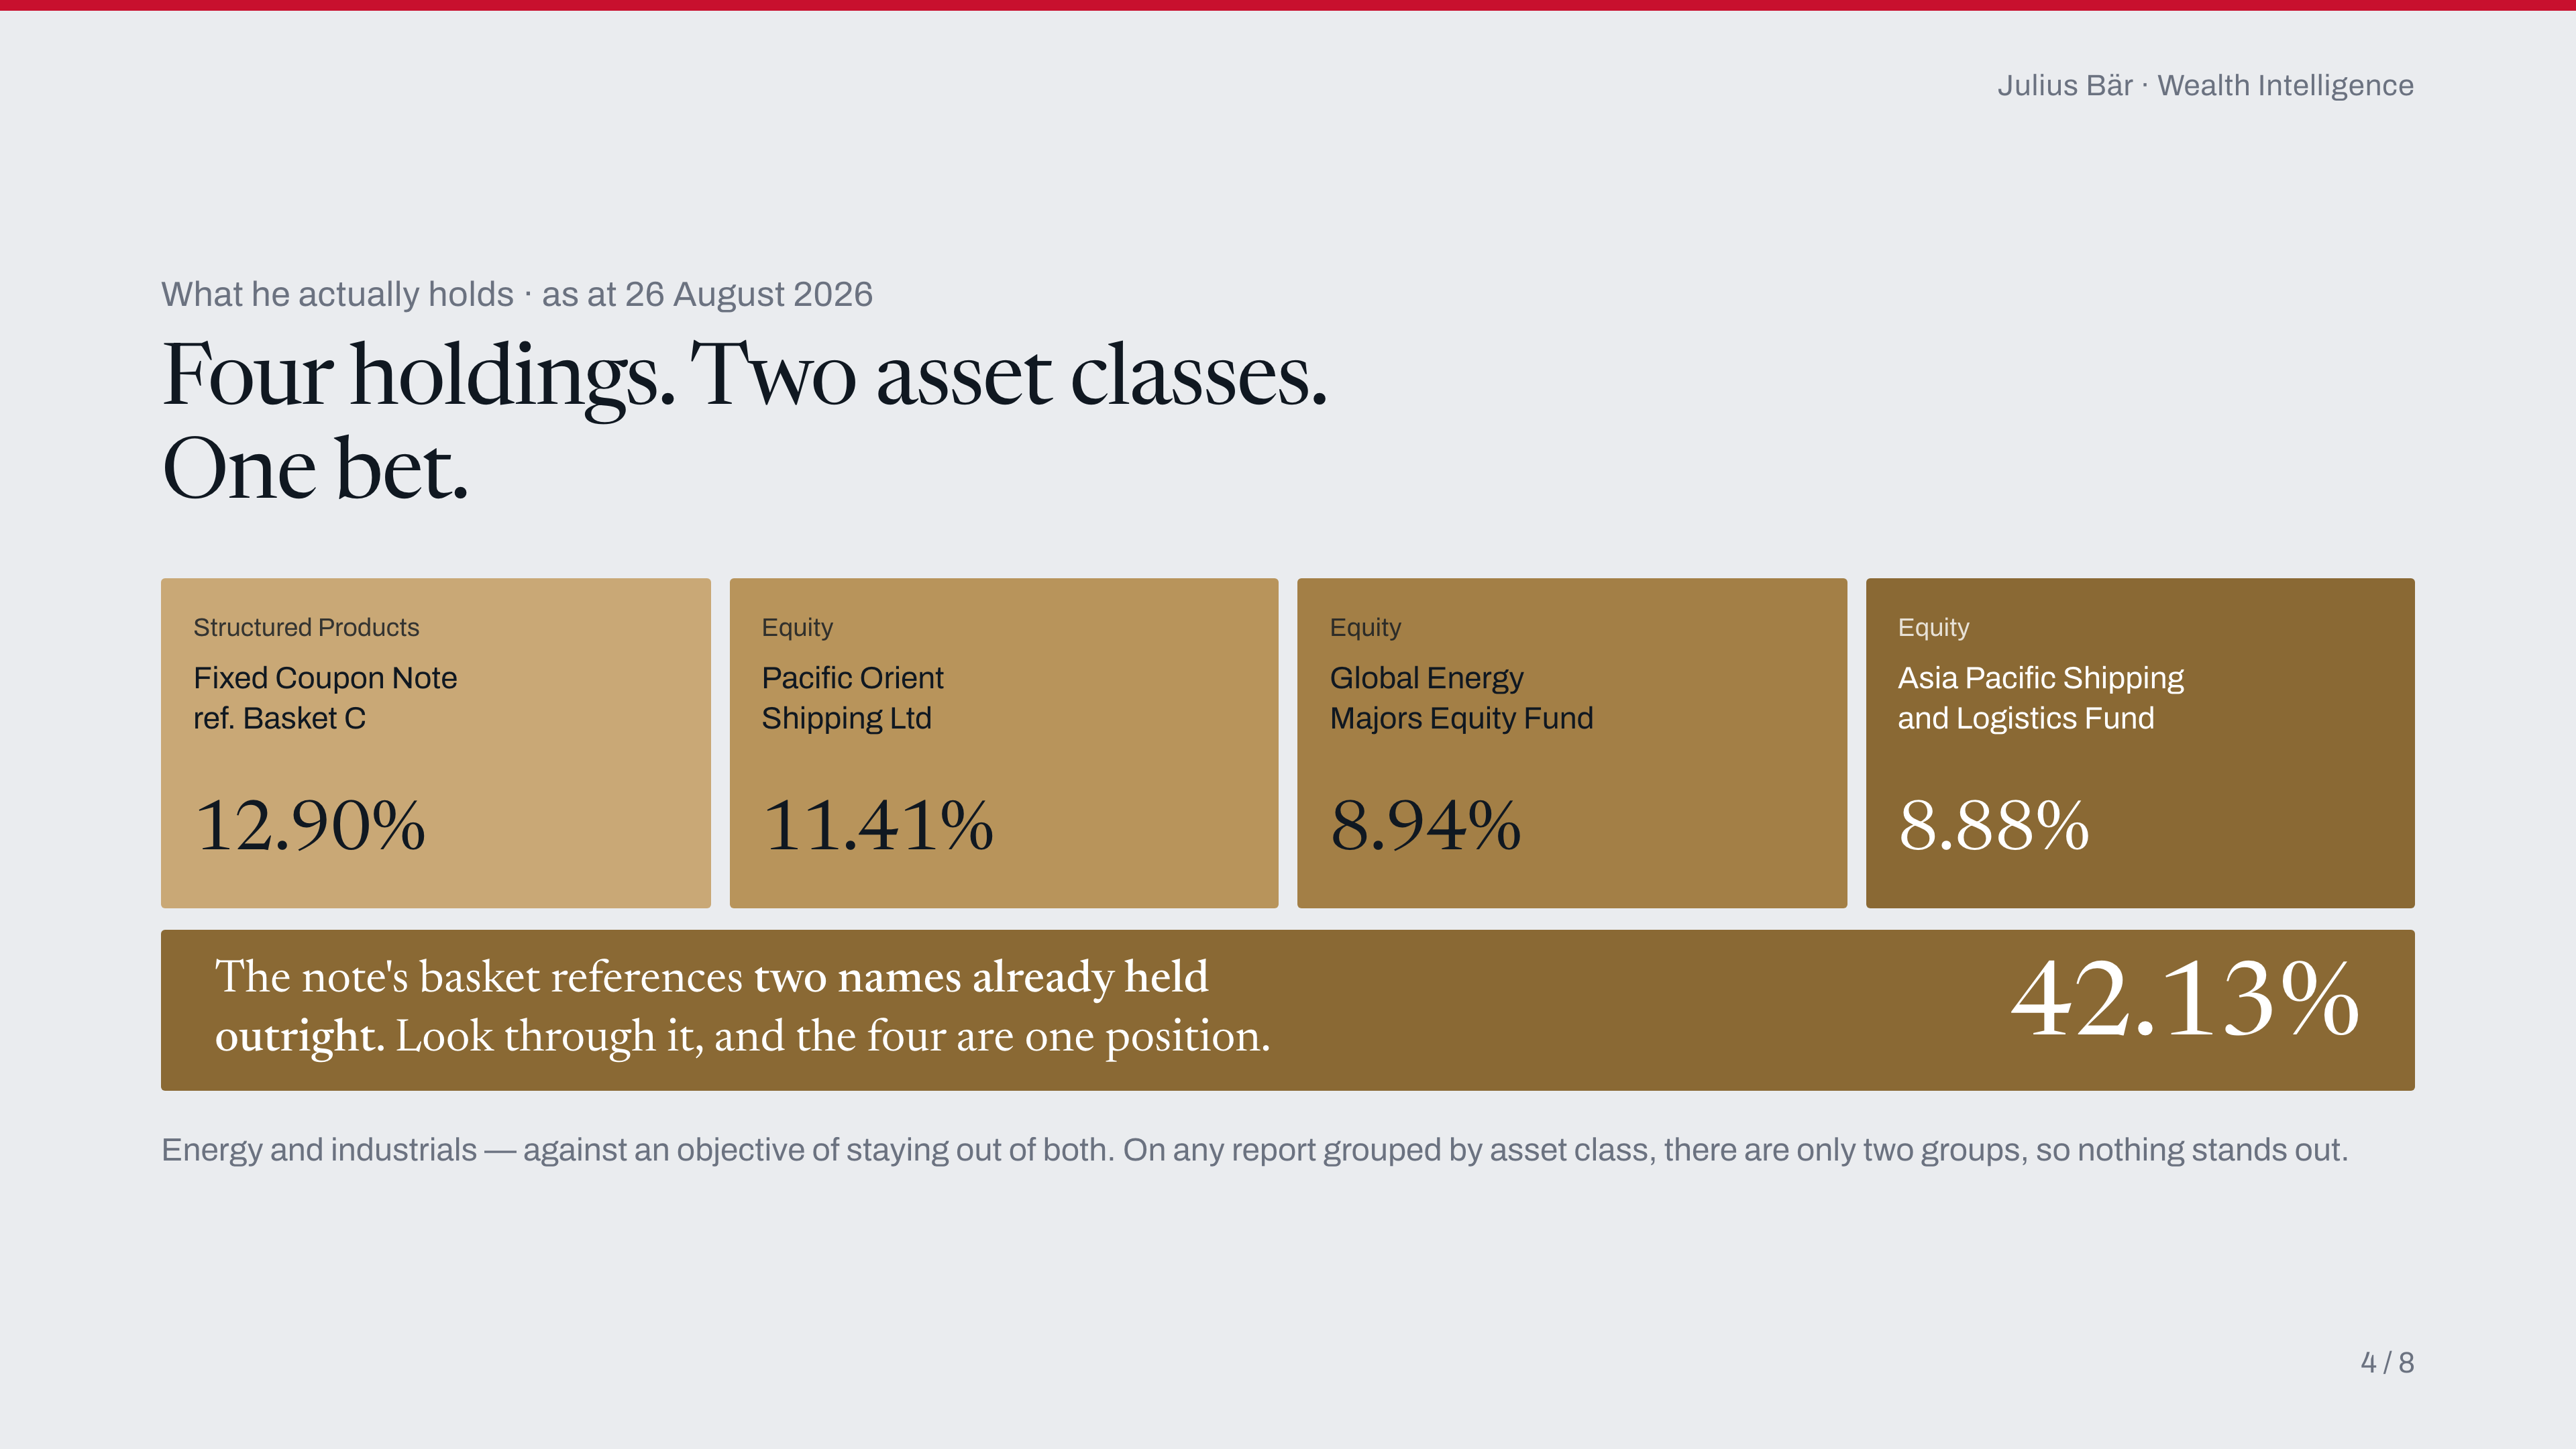 Julius Bär · Wealth Intelligence
What he actually holds · as at 26 August 2026
Four holdings. Two asset classes.
One bet.
Structured Products
Fixed Coupon Note
ref. Basket C
12.90%
Equity
Pacific Orient
Shipping Ltd
11.41%
Equity
Global Energy
Majors Equity Fund
8.94%
Equity
Asia Pacific Shipping
and Logistics Fund
8.88%
The note's basket references two names already held
outright. Look through it, and the four are one position.
42.13%
Energy and industrials — against an objective of staying out of both. On any report grouped by asset class, there are only two groups, so nothing stands out.
4 / 8